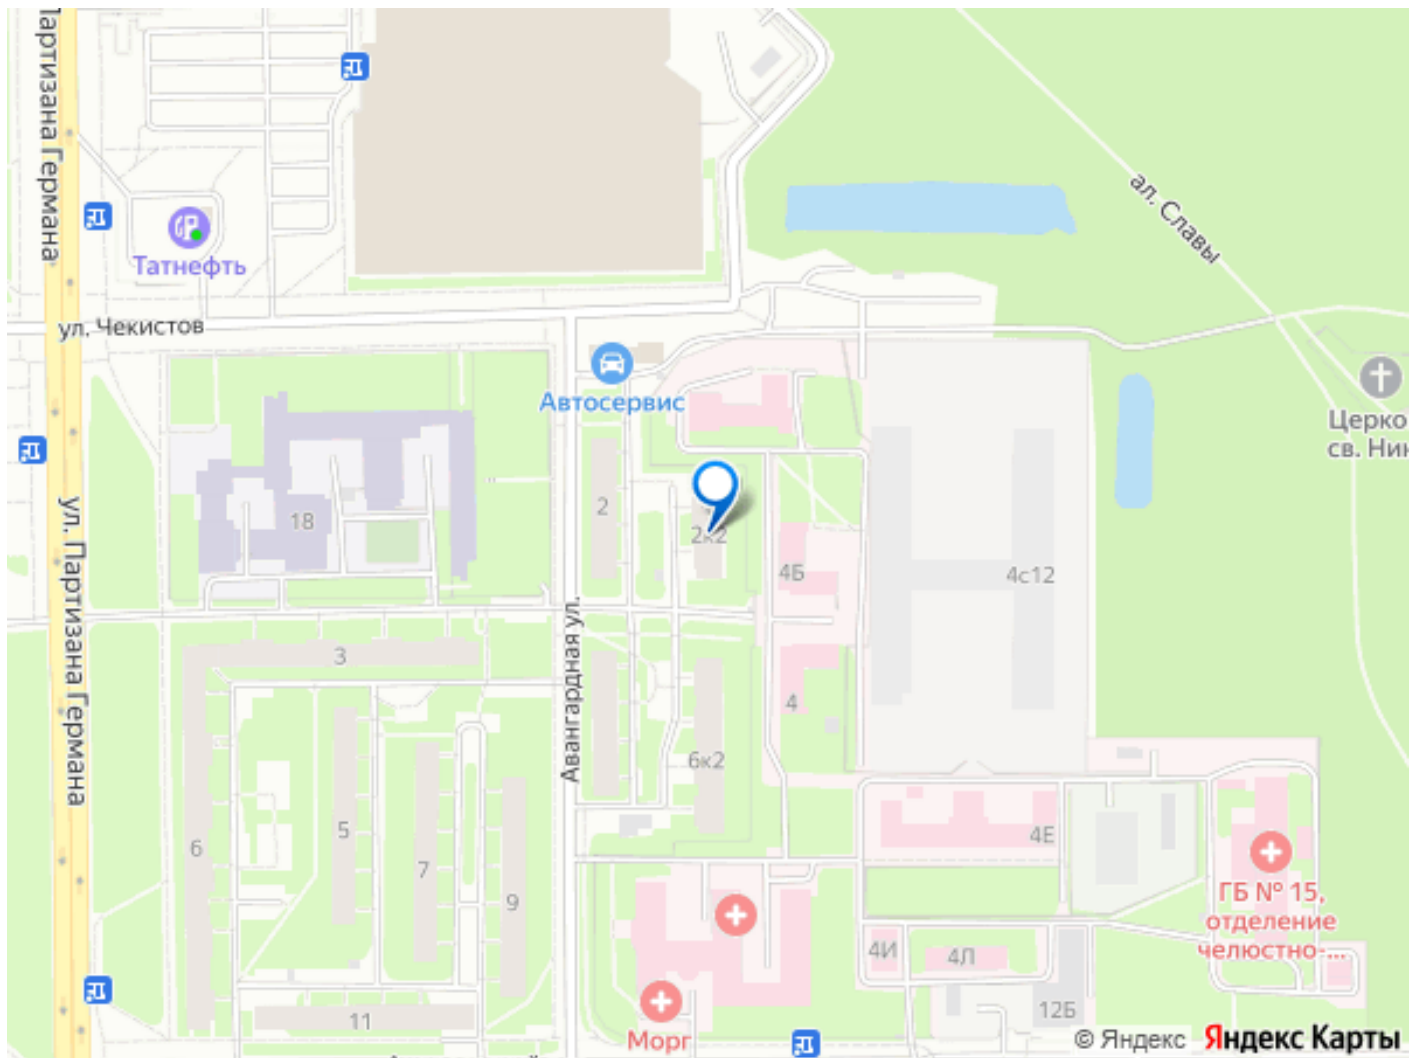 Партизана Германа
Татнефть
ул. Чекистов
ал. Славы
Автосервис
Церко
св. Ник
ул. Партизана Германа
18
2
2к2
4Б
4с12
Авангардная ул.
3
4
6к2
6
5
7
9
4Е
ГБ № 15,
отделение
челюстно-...
4И
4Л
12Б
11
Морг
© Яндекс Яндекс Карты